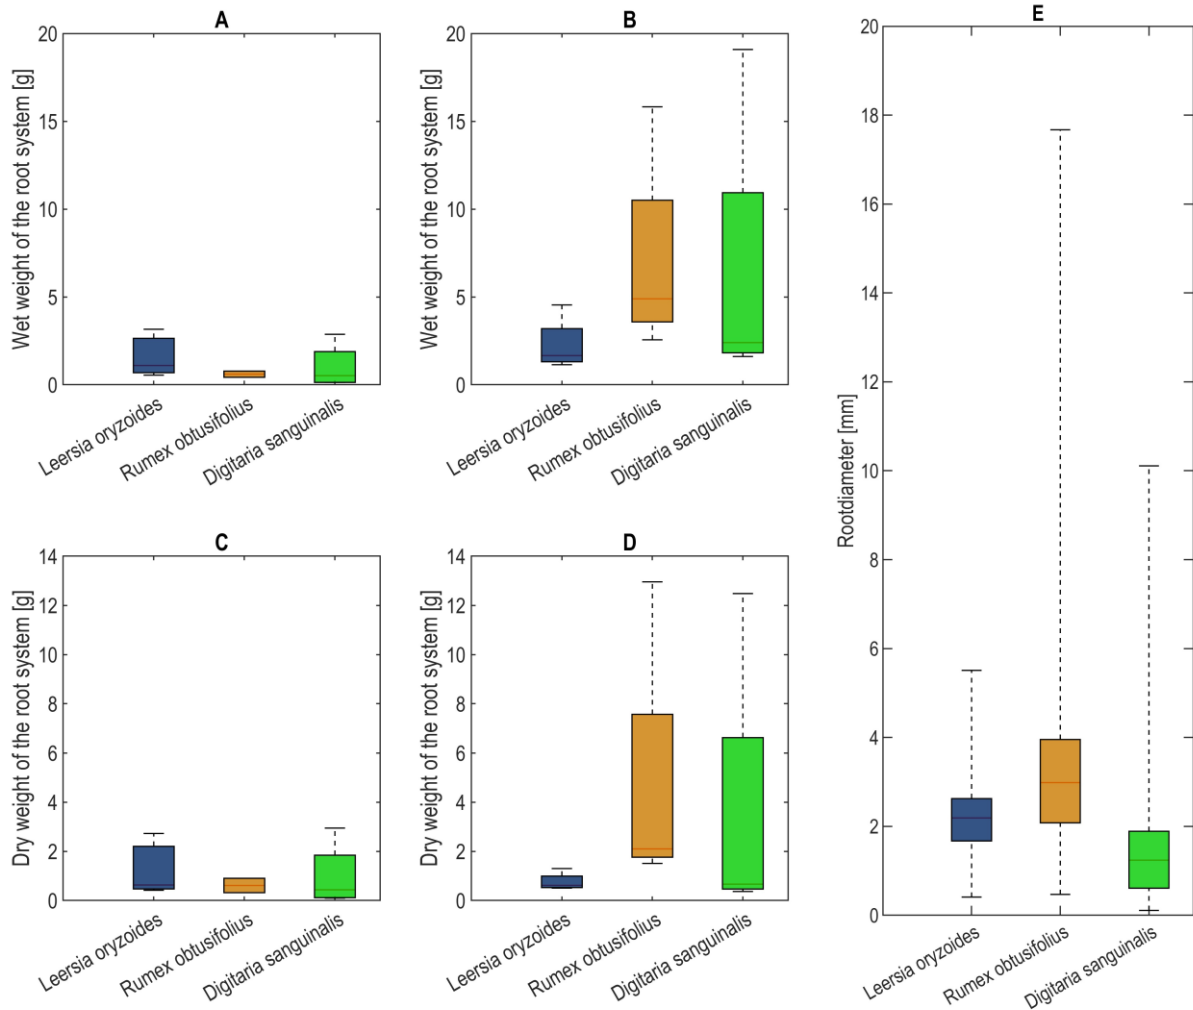 A
Wet weight of the root system [g]
20
15
10
5
0
Leersia oryzoides
Rumex obtusifolius
Digitaria sanguinalis
B
Wet weight of the root system [g]
20
15
10
5
0
Leersia oryzoides
Rumex obtusifolius
Digitaria sanguinalis
C
Dry weight of the root system [g]
14
12
10
8
6
4
2
0
Leersia oryzoides
Rumex obtusifolius
Digitaria sanguinalis
D
Dry weight of the root system [g]
14
12
10
8
6
4
2
0
Leersia oryzoides
Rumex obtusifolius
Digitaria sanguinalis
E
Rootdiameter [mm]
20
18
16
14
12
10
8
6
4
2
0
Leersia oryzoides
Rumex obtusifolius
Digitaria sanguinalis